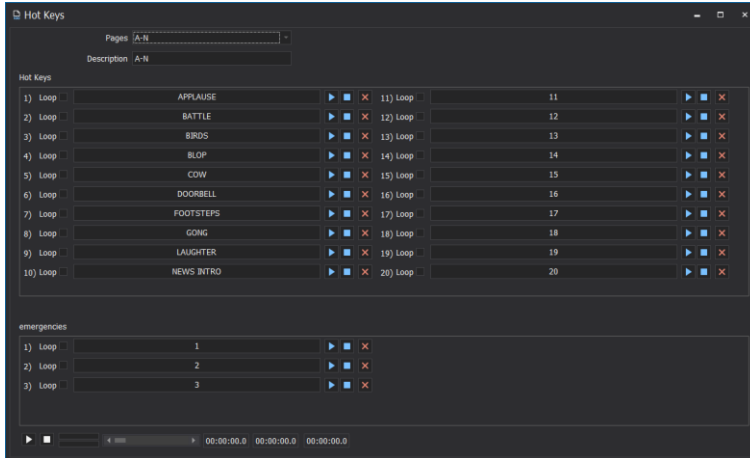 Hot Keys
Pages A-N
Description A-N
Hot Keys
1) Loop APPLAUSE 11) Loop 11
2) Loop BATTLE 12) Loop 12
3) Loop BIRDS 13) Loop 13
4) Loop BLOP 14) Loop 14
5) Loop COW 15) Loop 15
6) Loop DOORBELL 16) Loop 16
7) Loop FOOTSTEPS 17) Loop 17
8) Loop GONG 18) Loop 18
9) Loop LAUGHTER 19) Loop 19
10) Loop NEWS INTRO 20) Loop 20
emergencies
1) Loop 1
2) Loop 2
3) Loop 3
00:00:00.0 00:00:00.0 00:00:00.0